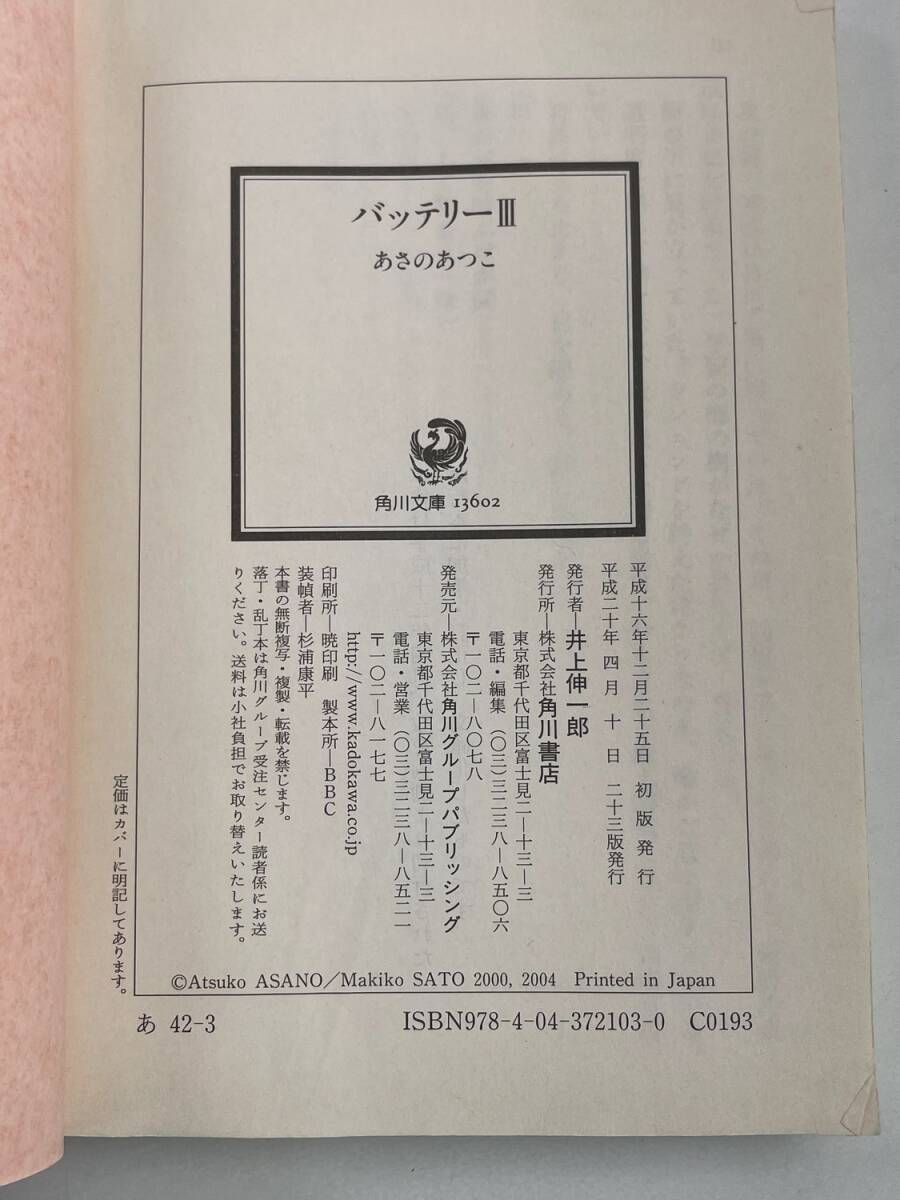 バッテリーⅢ
あさのあつこ
角川文庫 13602
平成十六年十二月二十五日 初版発行
平成二十年四月十日 二十三版発行
発行者―井上伸一郎
発行所―株式会社角川書店
東京都千代田区富士見二―十三―三
電話・編集 (〇三)三二三八―八五〇六
〒一〇二―八〇七八
発売元―株式会社角川グループパブリッシング
東京都千代田区富士見二―十三―三
電話・営業 (〇三)三二三八―八五二一
〒一〇二―八一七七
http://www.kadokawa.co.jp
印刷所―暁印刷 製本所―BBC
装幀者―杉浦康平
本書の無断複写・複製・転載を禁じます。
落丁・乱丁本は角川グループ受注センター読者係にお送
りください。送料は小社負担でお取り替えいたします。
定価はカバーに明記してあります。
©Atsuko ASANO/Makiko SATO 2000, 2004 Printed in Japan
あ 42-3
ISBN978-4-04-372103-0 C0193